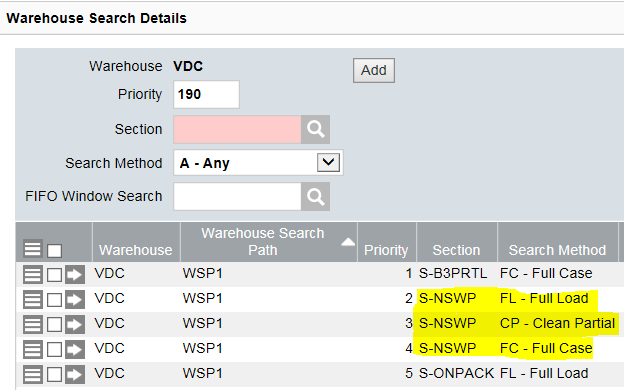 Warehouse Search Details
Warehouse VDC
Add
Priority 190
Section
Search Method A - Any
FIFO Window Search
Warehouse Warehouse Search Path Priority Section Search Method
VDC WSP1 1 S-B3PRTL FC - Full Case
VDC WSP1 2 S-NSWP FL - Full Load
VDC WSP1 3 S-NSWP CP - Clean Partial
VDC WSP1 4 S-NSWP FC - Full Case
VDC WSP1 5 S-ONPACK FL - Full Load